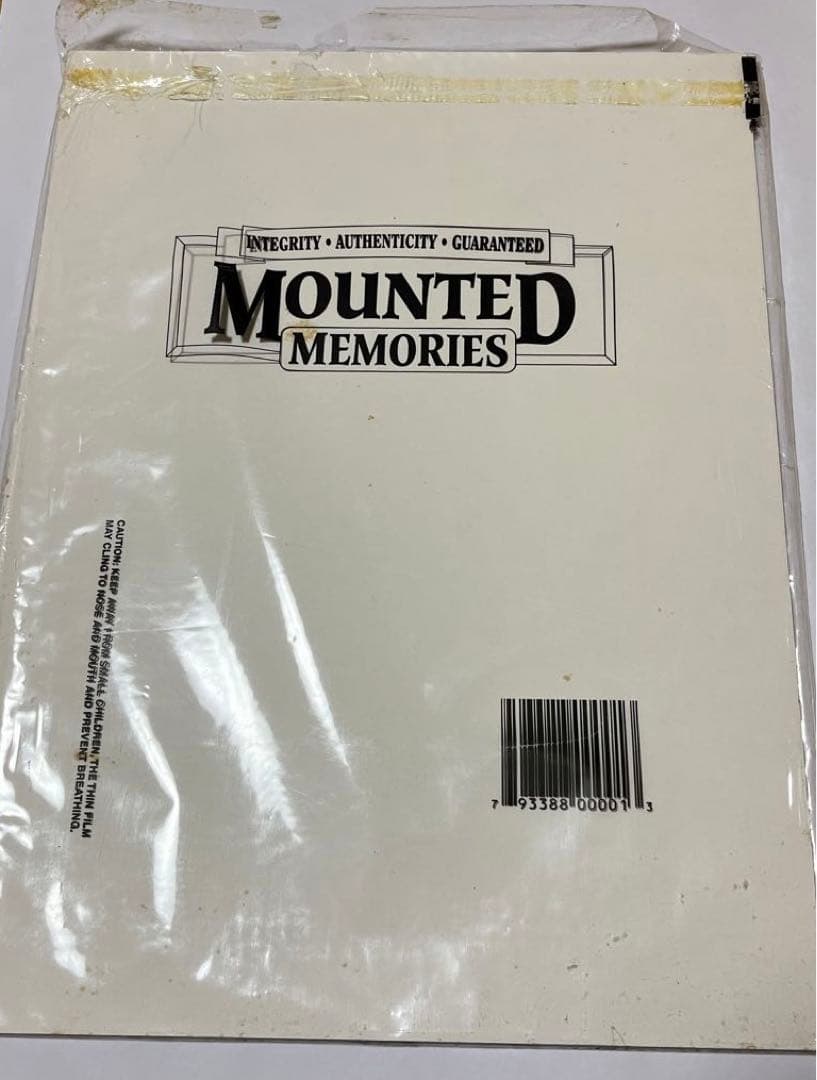 INTEGRITY • AUTHENTICITY • GUARANTEED
MOUNTED
MEMORIES
CAUTION: KEEP AWAY FROM SMALL CHILDREN, THE THIN FILM
MAY CLING TO NOSE AND MOUTH AND PREVENT BREATHING.
7 93388 00001 3